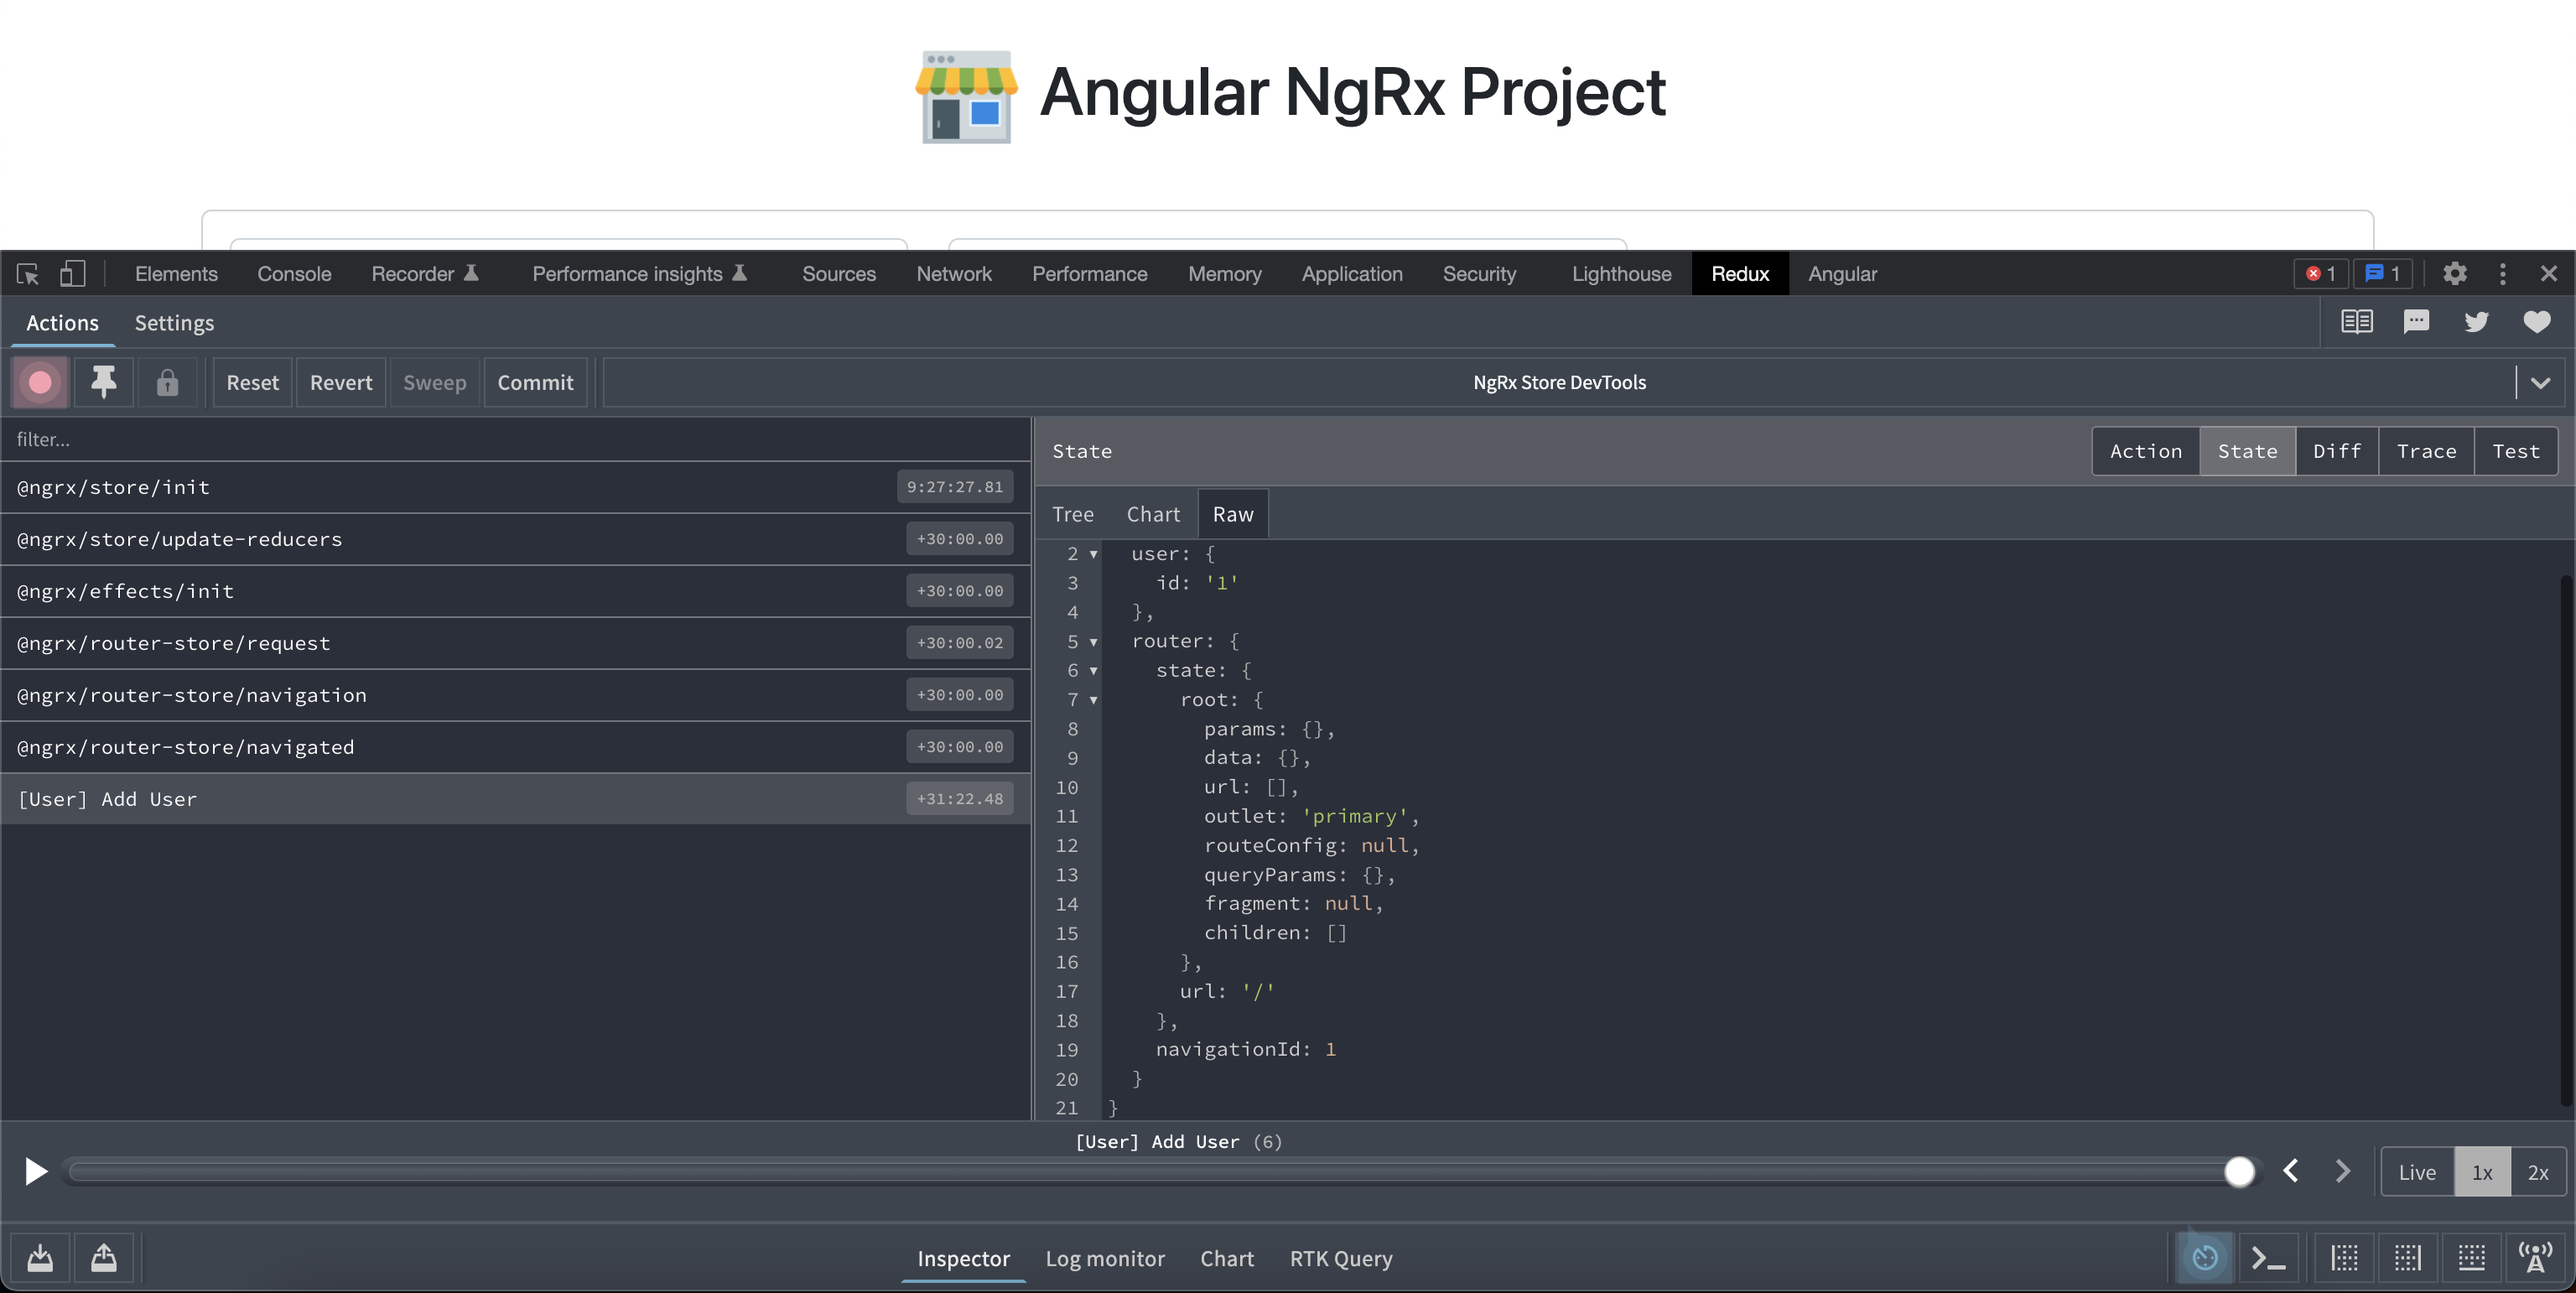 Angular NgRx Project
Elements Console Recorder Performance insights Sources Network Performance Memory Application Security Lighthouse Redux Angular 1 1
Actions Settings
Reset Revert Sweep Commit NgRx Store DevTools
filter...
@ngrx/store/init 9:27:27.81
@ngrx/store/update-reducers +30:00.00
@ngrx/effects/init +30:00.00
@ngrx/router-store/request +30:00.02
@ngrx/router-store/navigation +30:00.00
@ngrx/router-store/navigated +30:00.00
[User] Add User +31:22.48
State Action State Diff Trace Test
Tree Chart Raw
2 user: {
3 id: '1'
4 },
5 router: {
6 state: {
7 root: {
8 params: {},
9 data: {},
10 url: [],
11 outlet: 'primary',
12 routeConfig: null,
13 queryParams: {},
14 fragment: null,
15 children: []
16 },
17 url: '/'
18 },
19 navigationId: 1
20 }
21 }
[User] Add User (6)
Live 1x 2x
Inspector Log monitor Chart RTK Query